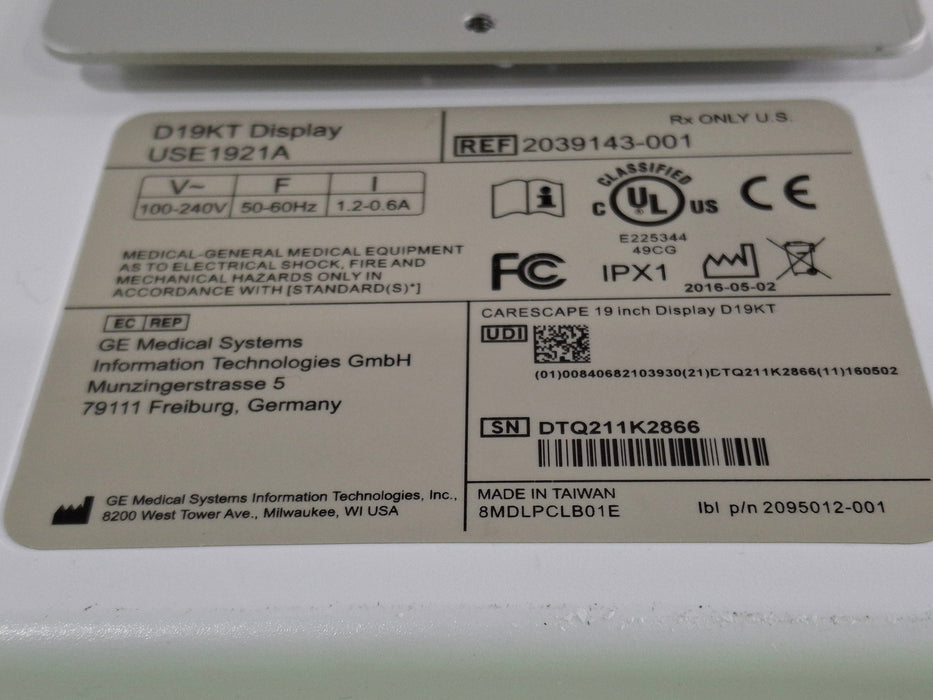 D19KT Display
USE1921A
Rx ONLY U.S.
REF 2039143-001
V~ F I
100-240V 50-60Hz 1.2-0.6A
CLASSIFIED
C UL US
®
CE
E225344
49CG
MEDICAL-GENERAL MEDICAL EQUIPMENT
AS TO ELECTRICAL SHOCK, FIRE AND
MECHANICAL HAZARDS ONLY IN
ACCORDANCE WITH [STANDARD(S)*]
FC IPX1
2016-05-02
EC REP
GE Medical Systems
Information Technologies GmbH
Munzingerstrasse 5
79111 Freiburg, Germany
CARESCAPE 19 inch Display D19KT
UDI
(01)00840682103930(21)DTQ211K2866(11)160502
SN DTQ211K2866
GE Medical Systems Information Technologies, Inc.,
8200 West Tower Ave., Milwaukee, WI USA
MADE IN TAIWAN
8MDLPCLB01E
lbl p/n 2095012-001